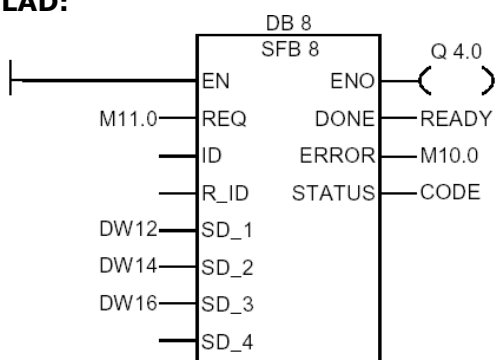 LAD:
DB 8
SFB 8
Q 4.0
EN ENO
M11.0 REQ DONE READY
ID ERROR M10.0
R_ID STATUS CODE
DW12 SD_1
DW14 SD_2
DW16 SD_3
SD_4